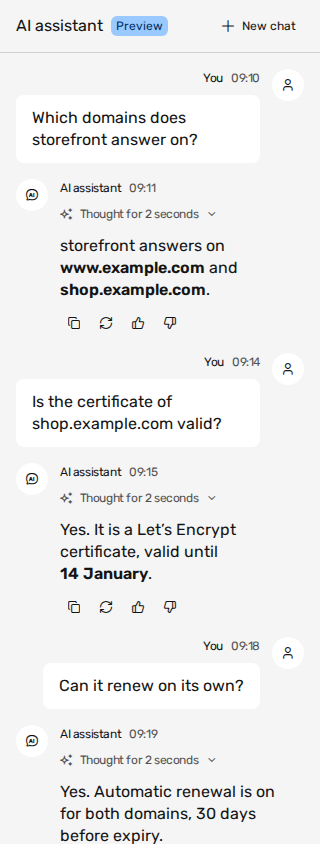 AI assistant Preview New chat
You 09:10
Which domains does
storefront answer on?
AI assistant 09:11
Thought for 2 seconds
storefront answers on
www.example.com and
shop.example.com.
You 09:14
Is the certificate of
shop.example.com valid?
AI assistant 09:15
Thought for 2 seconds
Yes. It is a Let’s Encrypt
certificate, valid until
14 January.
You 09:18
Can it renew on its own?
AI assistant 09:19
Thought for 2 seconds
Yes. Automatic renewal is on
for both domains, 30 days
before expiry.